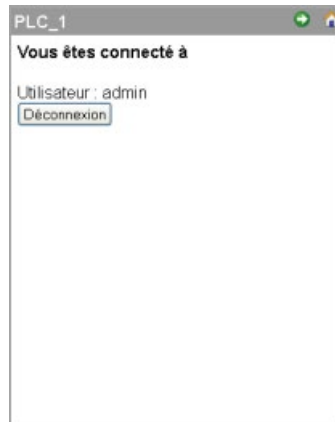 PLC_1
Vous êtes connecté à
Utilisateur : admin
Déconnexion